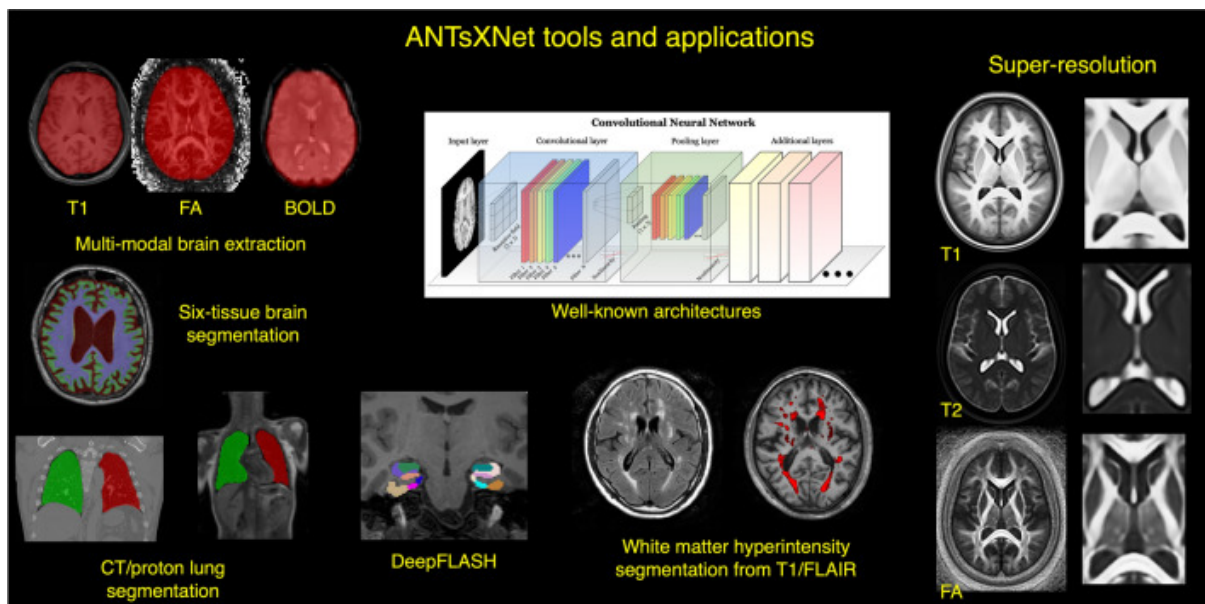 ANTsXNet tools and applications
T1
FA
BOLD
Multi-modal brain extraction
Six-tissue brain
segmentation
CT/proton lung
segmentation
DeepFLASH
Convolutional Neural Network
Input layer
Convolutional layer
Pooling layer
Additional layers
Well-known architectures
White matter hyperintensity
segmentation from T1/FLAIR
Super-resolution
T1
T2
FA